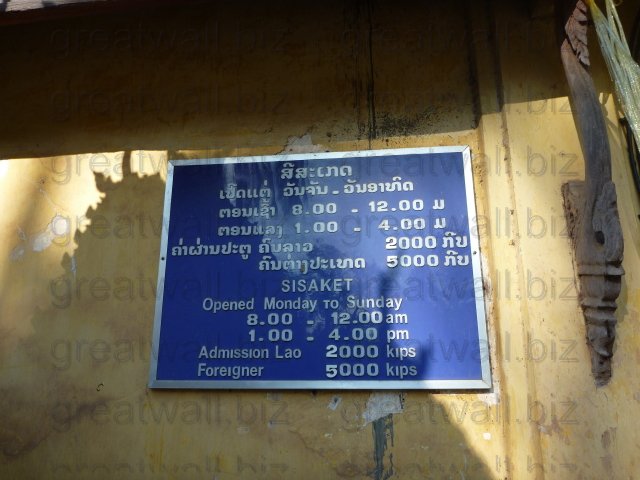 ສີສະເກດ
ເປີດແຕ່ ວັນຈັນ - ວັນອາທິດ
ຕອນເຊົ້າ 8.00 - 12.00 ມ
ຕອນແລງ 1.00 - 4.00 ມ
ຄ່າຜ່ານປະຕູ ຄົນລາວ 2000 ກີບ
ຄົນຕ່າງປະເທດ 5000 ກີບ
SISAKET
Opened Monday to Sunday
8.00 - 12.00 am
1.00 - 4.00 pm
Admission Lao 2000 kips
Foreigner 5000 kips
greatwall.biz